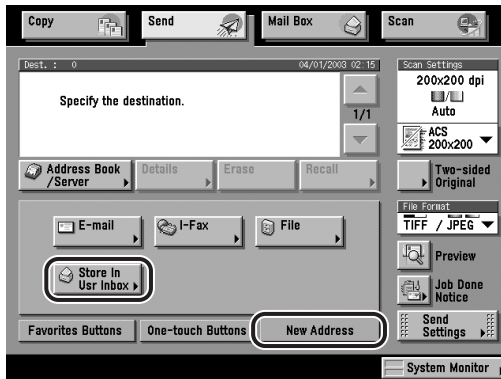 Copy
Send
Mail Box
Scan
Dest. : 0
04/01/2003 02:15
Specify the destination.
1/1
Address Book
/Server
Details
Erase
Recall
E-mail
I-Fax
File
Store In
Usr Inbox
Favorites Buttons
One-touch Buttons
New Address
Scan Settings
200x200 dpi
Auto
ACS
200x200
Two-sided
Original
File Format
TIFF / JPEG
Preview
Job Done
Notice
Send
Settings
System Monitor